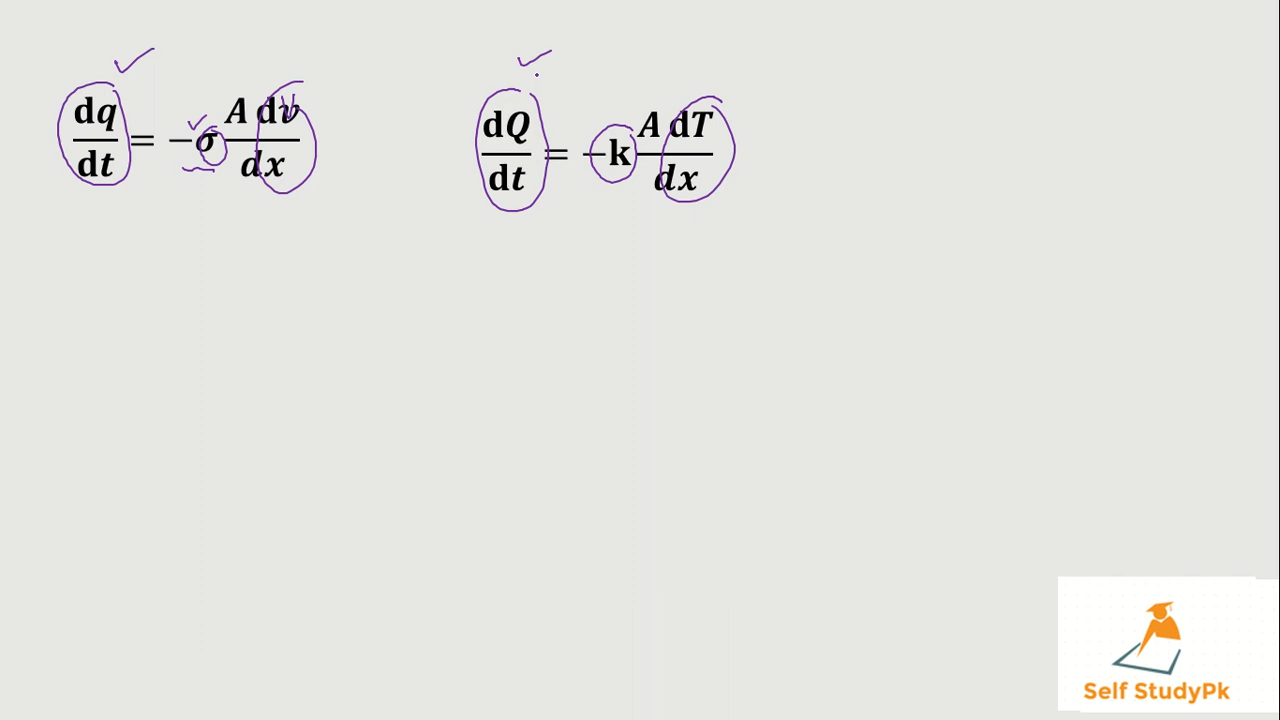 dq/dt = −σ A dv/dx
dQ/dt = −k A dT/dx
Self StudyPk